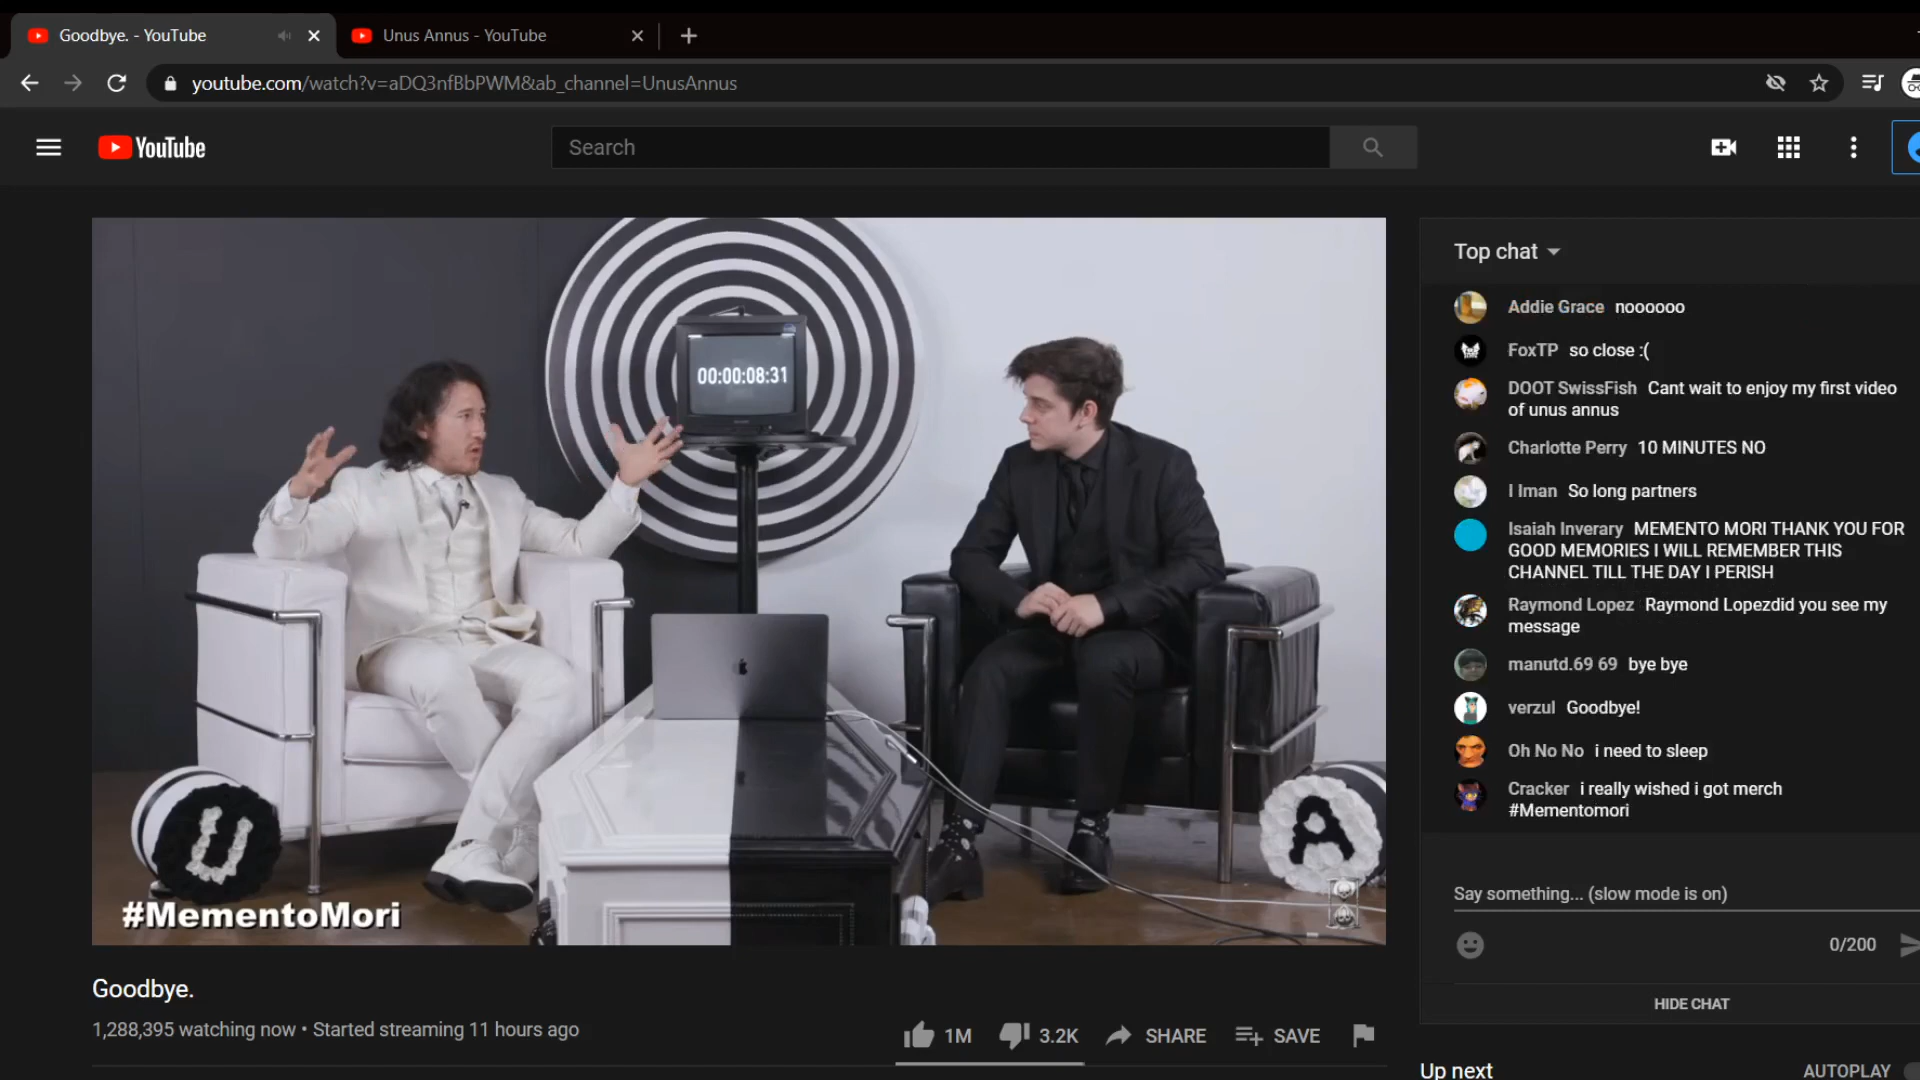 Goodbye. - YouTube
Unus Annus - YouTube
youtube.com/watch?v=aDQ3nfBbPWM&ab_channel=UnusAnnus
YouTube
Search
00:00:08:31
U
A
#MementoMori
Goodbye.
1,288,395 watching now • Started streaming 11 hours ago
1M
3.2K
SHARE
SAVE
Top chat
Addie Grace noooooo
FoxTP so close :(
DOOT SwissFish Cant wait to enjoy my first video
of unus annus
Charlotte Perry 10 MINUTES NO
I Iman So long partners
Isaiah Inverary MEMENTO MORI THANK YOU FOR
GOOD MEMORIES I WILL REMEMBER THIS
CHANNEL TILL THE DAY I PERISH
Raymond Lopez Raymond Lopezdid you see my
message
manutd.69 69 bye bye
verzul Goodbye!
Oh No No i need to sleep
Cracker i really wished i got merch
#Mementomori
Say something... (slow mode is on)
0/200
HIDE CHAT
Up next
AUTOPLAY